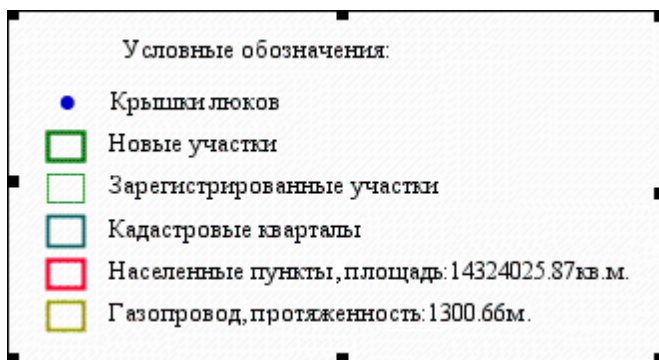 Условные обозначения:
Крышки люков
Новые участки
Зарегистрированные участки
Кадастровые кварталы
Населенные пункты, площадь:14324025.87кв.м.
Газопровод, протяженность:1300.66м.